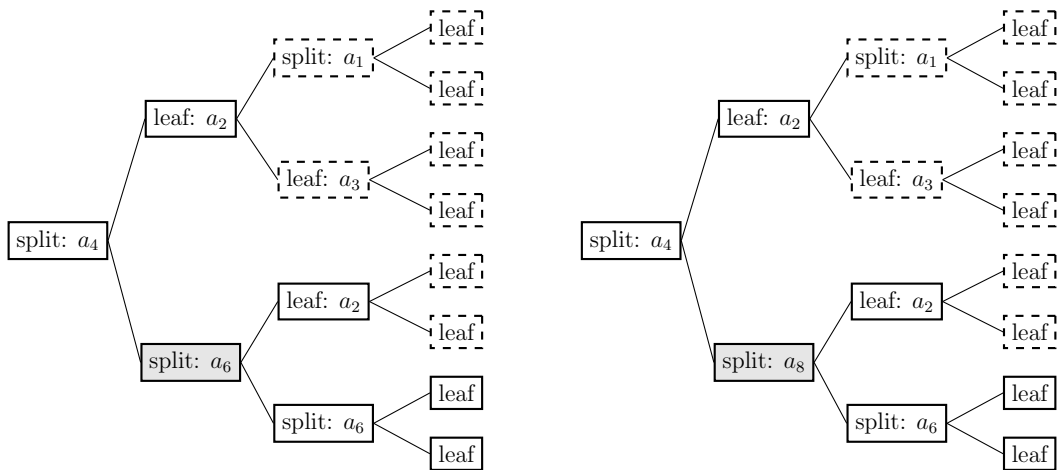 leaf
split: a₁
leaf
leaf: a₂
leaf
leaf: a₃
leaf
split: a₄
leaf
leaf: a₂
leaf
split: a₆
leaf
split: a₆
leaf
leaf
split: a₁
leaf
leaf: a₂
leaf
leaf: a₃
leaf
split: a₄
leaf
leaf: a₂
leaf
split: a₈
leaf
split: a₆
leaf